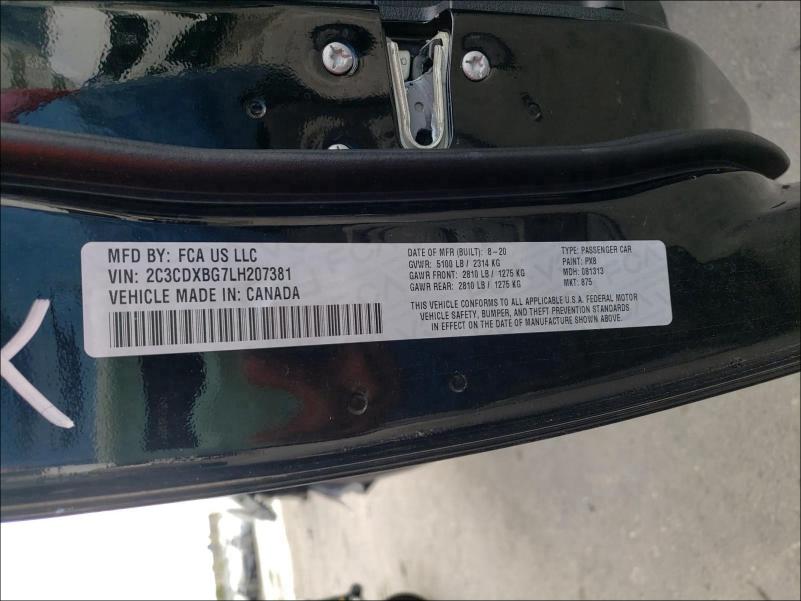 MFD BY: FCA US LLC
VIN: 2C3CDXBG7LH207381
VEHICLE MADE IN: CANADA
DATE OF MFR (BUILT): 8-20
GVWR: 5100 LB / 2314 KG
GAWR FRONT: 2810 LB / 1275 KG
GAWR REAR: 2810 LB / 1275 KG
TYPE: PASSENGER CAR
PAINT: PX8
MDH: 081313
MKT: 875
THIS VEHICLE CONFORMS TO ALL APPLICABLE U.S.A. FEDERAL MOTOR
VEHICLE SAFETY, BUMPER, AND THEFT PREVENTION STANDARDS
IN EFFECT ON THE DATE OF MANUFACTURE SHOWN ABOVE.